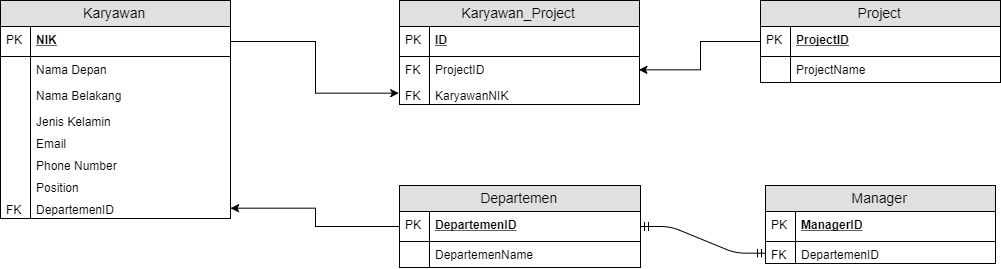 Karyawan
PK NIK
Nama Depan
Nama Belakang
Jenis Kelamin
Email
Phone Number
Position
FK DepartemenID
Karyawan_Project
PK ID
FK ProjectID
FK KaryawanNIK
Project
PK ProjectID
ProjectName
Departemen
PK DepartemenID
DepartemenName
Manager
PK ManagerID
FK DepartemenID